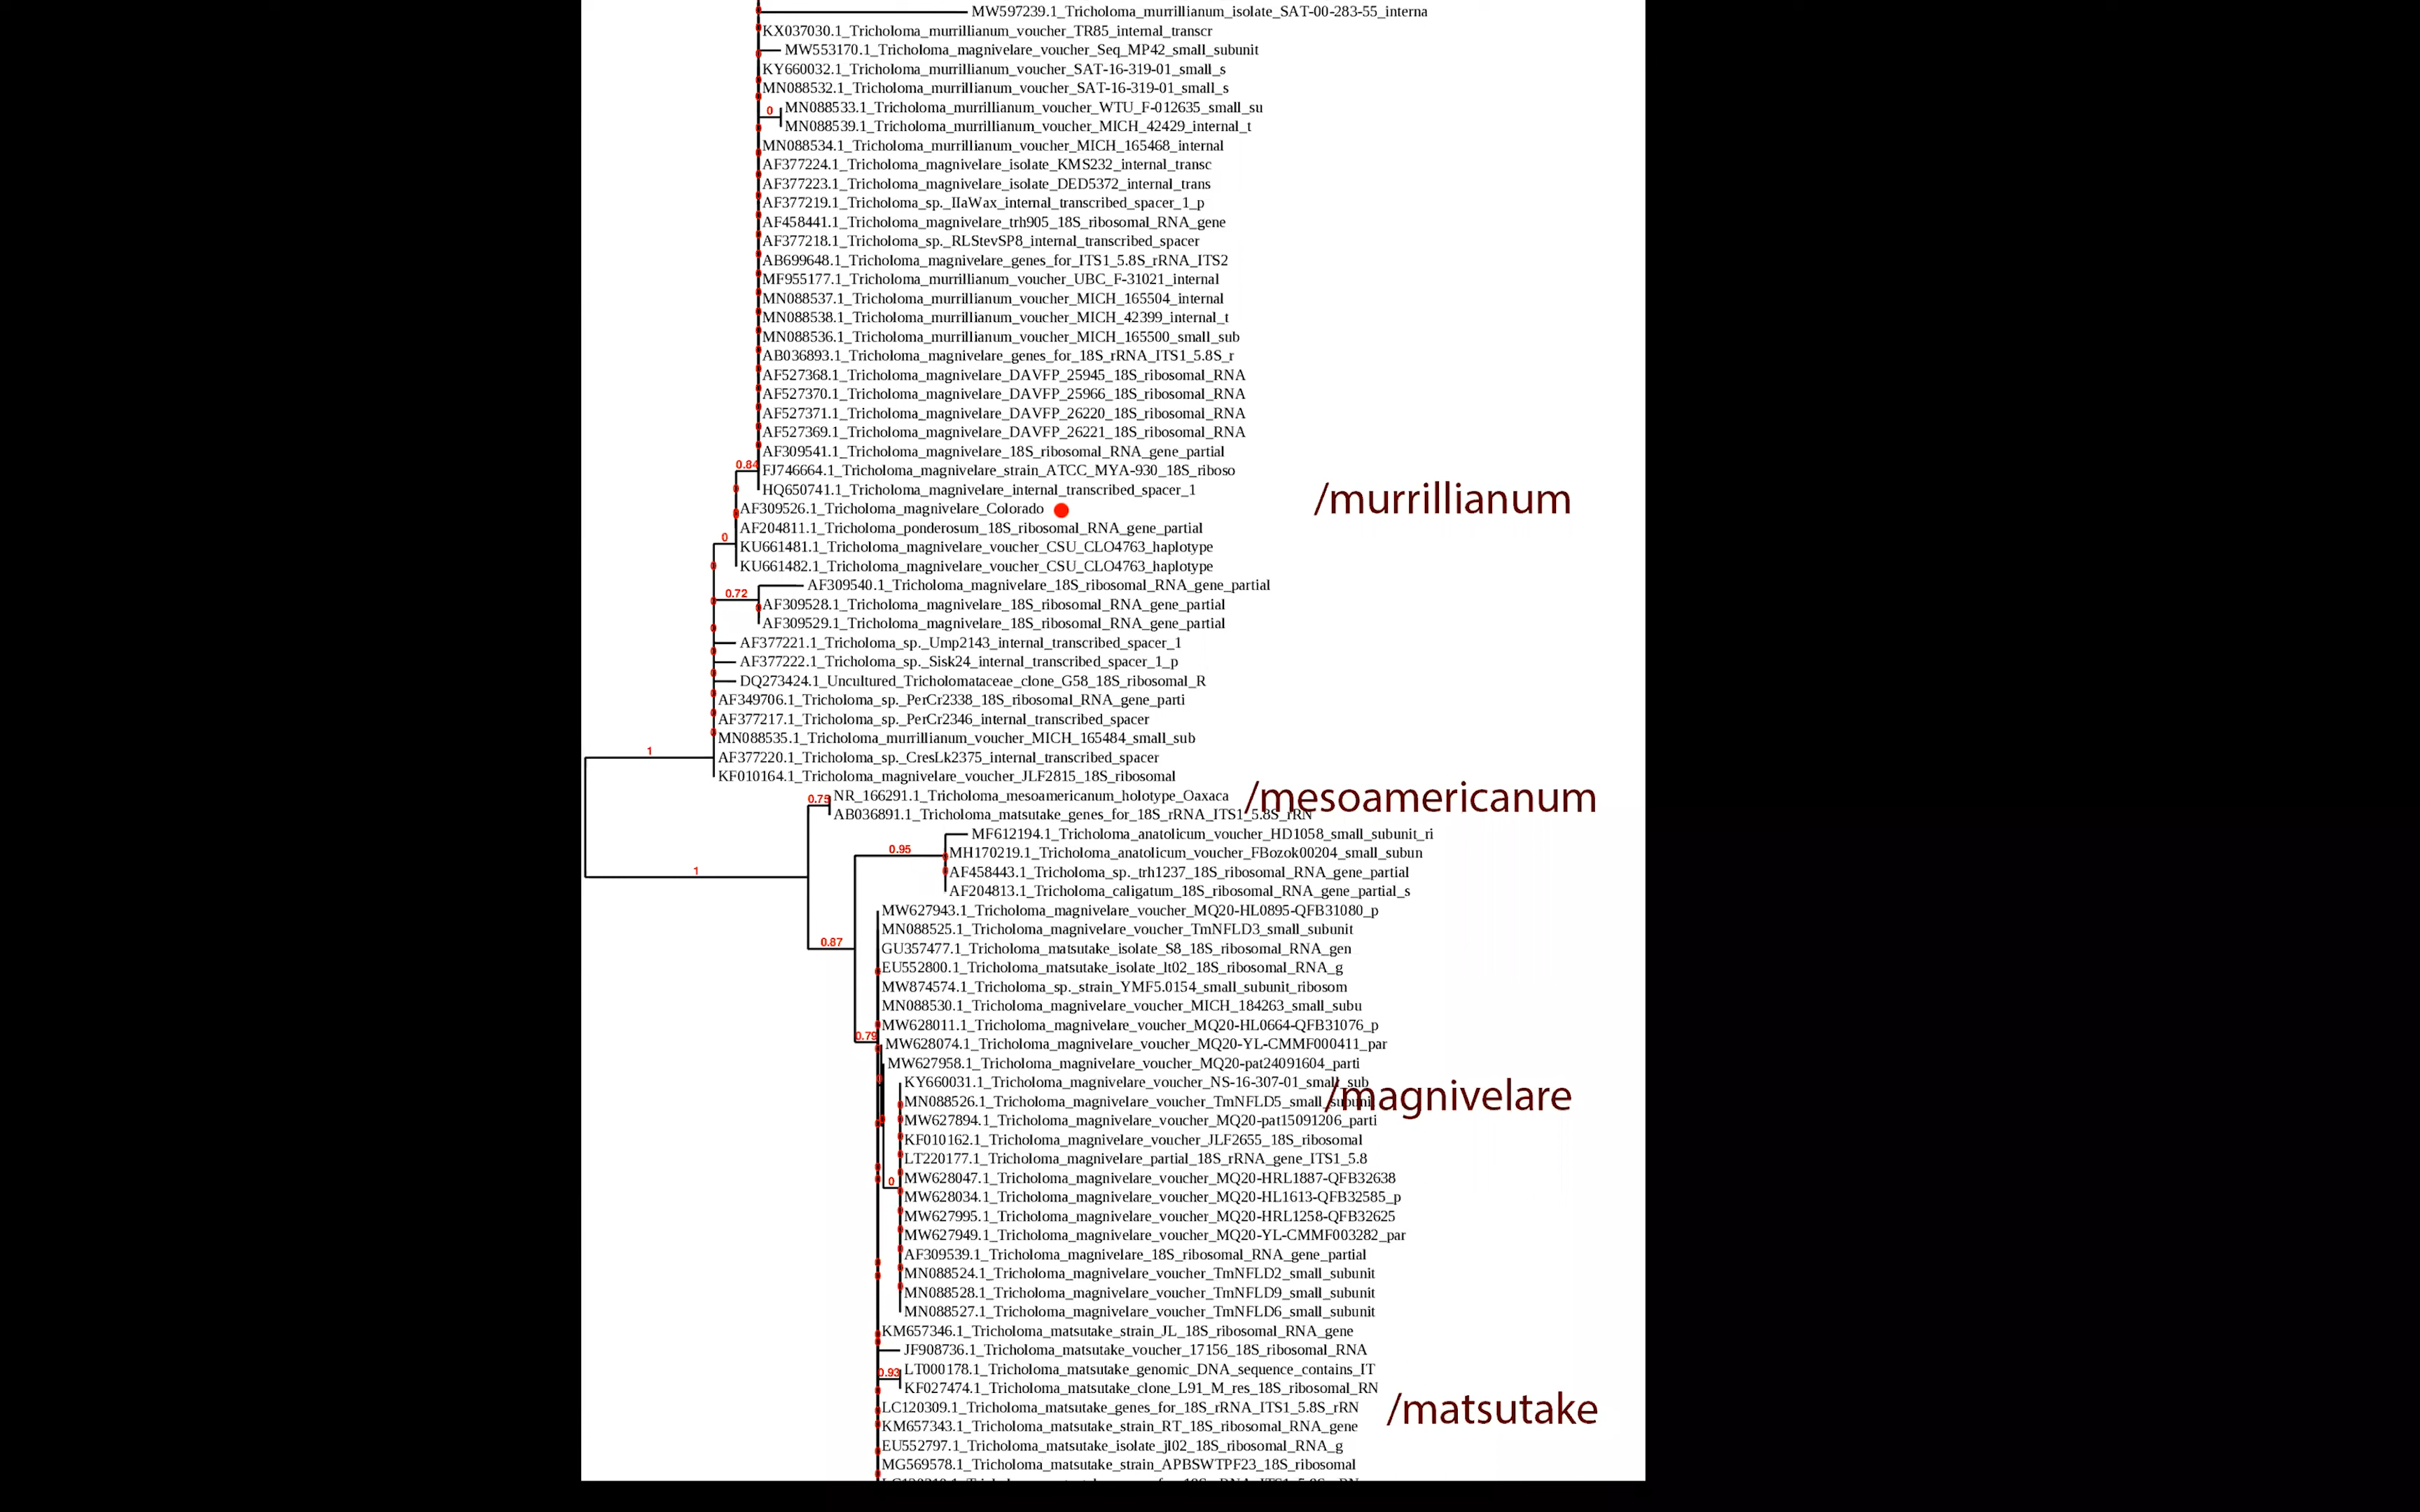 MW597239.1_Tricholoma_murrillianum_isolate_SAT-00-283-55_interna
KX037030.1_Tricholoma_murrillianum_voucher_TR85_internal_transcr
MW553170.1_Tricholoma_magnivelare_voucher_Seq_MP42_small_subunit
KY660032.1_Tricholoma_murrillianum_voucher_SAT-16-319-01_small_s
MN088532.1_Tricholoma_murrillianum_voucher_SAT-16-319-01_small_s
0 MN088533.1_Tricholoma_murrillianum_voucher_WTU_F-012635_small_su
MN088539.1_Tricholoma_murrillianum_voucher_MICH_42429_internal_t
MN088534.1_Tricholoma_murrillianum_voucher_MICH_165468_internal
AF377224.1_Tricholoma_magnivelare_isolate_KMS232_internal_transc
AF377223.1_Tricholoma_magnivelare_isolate_DED5372_internal_trans
AF377219.1_Tricholoma_sp._IIaWax_internal_transcribed_spacer_1_p
AF458441.1_Tricholoma_magnivelare_trh905_18S_ribosomal_RNA_gene
AF377218.1_Tricholoma_sp._RLStevSP8_internal_transcribed_spacer
AB699648.1_Tricholoma_magnivelare_genes_for_ITS1_5.8S_rRNA_ITS2
MF955177.1_Tricholoma_murrillianum_voucher_UBC_F-31021_internal
MN088537.1_Tricholoma_murrillianum_voucher_MICH_165504_internal
MN088538.1_Tricholoma_murrillianum_voucher_MICH_42399_internal_t
MN088536.1_Tricholoma_murrillianum_voucher_MICH_165500_small_sub
AB036893.1_Tricholoma_magnivelare_genes_for_18S_rRNA_ITS1_5.8S_r
AF527368.1_Tricholoma_magnivelare_DAVFP_25945_18S_ribosomal_RNA
AF527370.1_Tricholoma_magnivelare_DAVFP_25966_18S_ribosomal_RNA
AF527371.1_Tricholoma_magnivelare_DAVFP_26220_18S_ribosomal_RNA
AF527369.1_Tricholoma_magnivelare_DAVFP_26221_18S_ribosomal_RNA
AF309541.1_Tricholoma_magnivelare_18S_ribosomal_RNA_gene_partial
0.84 FJ746664.1_Tricholoma_magnivelare_strain_ATCC_MYA-930_18S_riboso
HQ650741.1_Tricholoma_magnivelare_internal_transcribed_spacer_1
/murrillianum
AF309526.1_Tricholoma_magnivelare_Colorado
AF204811.1_Tricholoma_ponderosum_18S_ribosomal_RNA_gene_partial
0 KU661481.1_Tricholoma_magnivelare_voucher_CSU_CLO4763_haplotype
KU661482.1_Tricholoma_magnivelare_voucher_CSU_CLO4763_haplotype
AF309540.1_Tricholoma_magnivelare_18S_ribosomal_RNA_gene_partial
0.72 AF309528.1_Tricholoma_magnivelare_18S_ribosomal_RNA_gene_partial
AF309529.1_Tricholoma_magnivelare_18S_ribosomal_RNA_gene_partial
AF377221.1_Tricholoma_sp._Ump2143_internal_transcribed_spacer_1
AF377222.1_Tricholoma_sp._Sisk24_internal_transcribed_spacer_1_p
DQ273424.1_Uncultured_Tricholomataceae_clone_G58_18S_ribosomal_R
AF349706.1_Tricholoma_sp._PerCr2338_18S_ribosomal_RNA_gene_parti
AF377217.1_Tricholoma_sp._PerCr2346_internal_transcribed_spacer
MN088535.1_Tricholoma_murrillianum_voucher_MICH_165484_small_sub
1 AF377220.1_Tricholoma_sp._CresLk2375_internal_transcribed_spacer
KF010164.1_Tricholoma_magnivelare_voucher_JLF2815_18S_ribosomal
0.75 NR_166291.1_Tricholoma_mesoamericanum_holotype_Oaxaca /mesoamericanum
AB036891.1_Tricholoma_matsutake_genes_for_18S_rRNA_ITS1_5.8S_rRN
MF612194.1_Tricholoma_anatolicum_voucher_HD1058_small_subunit_ri
0.95 MH170219.1_Tricholoma_anatolicum_voucher_FBozok00204_small_subun
1 AF458443.1_Tricholoma_sp._trh1237_18S_ribosomal_RNA_gene_partial
AF204813.1_Tricholoma_caligatum_18S_ribosomal_RNA_gene_partial_s
MW627943.1_Tricholoma_magnivelare_voucher_MQ20-HL0895-QFB31080_p
MN088525.1_Tricholoma_magnivelare_voucher_TmNFLD3_small_subunit
0.87 GU357477.1_Tricholoma_matsutake_isolate_S8_18S_ribosomal_RNA_gen
EU552800.1_Tricholoma_matsutake_isolate_lt02_18S_ribosomal_RNA_g
MW874574.1_Tricholoma_sp._strain_YMF5.0154_small_subunit_ribosom
MN088530.1_Tricholoma_magnivelare_voucher_MICH_184263_small_subu
MW628011.1_Tricholoma_magnivelare_voucher_MQ20-HL0664-QFB31076_p
0.79 MW628074.1_Tricholoma_magnivelare_voucher_MQ20-YL-CMMF000411_par
MW627958.1_Tricholoma_magnivelare_voucher_MQ20-pat24091604_parti
KY660031.1_Tricholoma_magnivelare_voucher_NS-16-307-01_small_sub
/magnivelare
MN088526.1_Tricholoma_magnivelare_voucher_TmNFLD5_small_subunit
MW627894.1_Tricholoma_magnivelare_voucher_MQ20-pat15091206_parti
KF010162.1_Tricholoma_magnivelare_voucher_JLF2655_18S_ribosomal
LT220177.1_Tricholoma_magnivelare_partial_18S_rRNA_gene_ITS1_5.8
0 MW628047.1_Tricholoma_magnivelare_voucher_MQ20-HRL1887-QFB32638
MW628034.1_Tricholoma_magnivelare_voucher_MQ20-HL1613-QFB32585_p
MW627995.1_Tricholoma_magnivelare_voucher_MQ20-HRL1258-QFB32625
MW627949.1_Tricholoma_magnivelare_voucher_MQ20-YL-CMMF003282_par
AF309539.1_Tricholoma_magnivelare_18S_ribosomal_RNA_gene_partial
MN088524.1_Tricholoma_magnivelare_voucher_TmNFLD2_small_subunit
MN088528.1_Tricholoma_magnivelare_voucher_TmNFLD9_small_subunit
MN088527.1_Tricholoma_magnivelare_voucher_TmNFLD6_small_subunit
KM657346.1_Tricholoma_matsutake_strain_JL_18S_ribosomal_RNA_gene
JF908736.1_Tricholoma_matsutake_voucher_17156_18S_ribosomal_RNA
0.93 LT000178.1_Tricholoma_matsutake_genomic_DNA_sequence_contains_IT
KF027474.1_Tricholoma_matsutake_clone_L91_M_res_18S_ribosomal_RN
LC120309.1_Tricholoma_matsutake_genes_for_18S_rRNA_ITS1_5.8S_rRN
/matsutake
KM657343.1_Tricholoma_matsutake_strain_RT_18S_ribosomal_RNA_gene
EU552797.1_Tricholoma_matsutake_isolate_jl02_18S_ribosomal_RNA_g
MG569578.1_Tricholoma_matsutake_strain_APBSWTPF23_18S_ribosomal